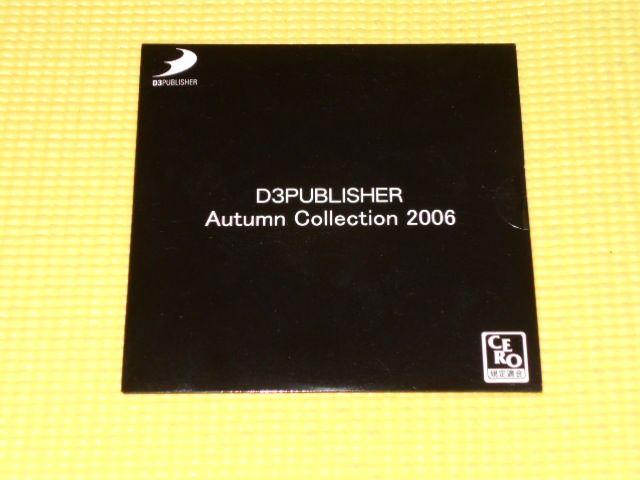 D3PUBLISHER
D3PUBLISHER
Autumn Collection 2006
CERO
規定適合